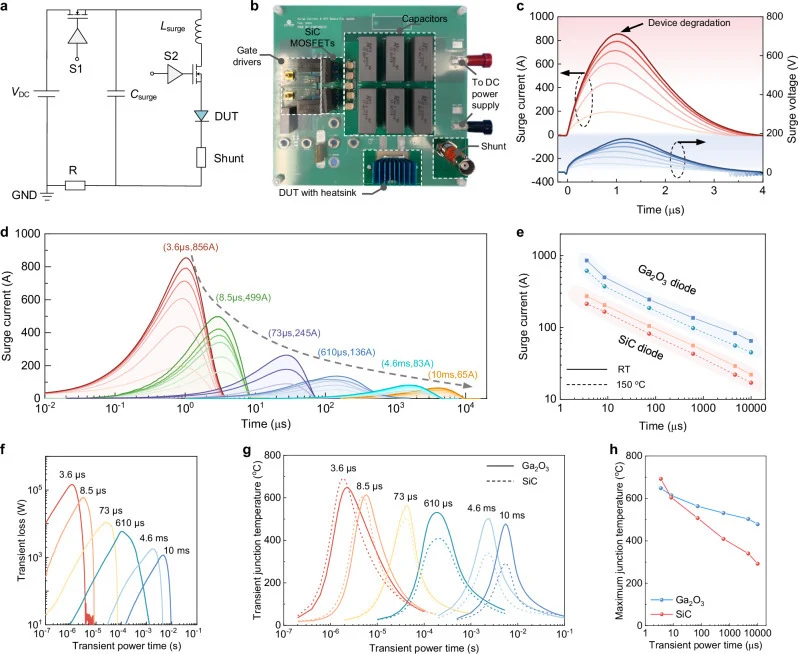 a
S1
L_surge
S2
V_DC
C_surge
DUT
Shunt
R
GND
b
Capacitors
SiC
MOSFETs
Gate
drivers
To DC
power
supply
Shunt
DUT with heatsink
c
Surge current (A)
1000
800
600
400
200
0
-200
-400
Device degradation
800
600
400
200
0
Surge voltage (V)
0
1
2
3
4
Time (μs)
d
Surge current (A)
1000
800
600
400
200
0
(3.6μs,856A)
(8.5μs,499A)
(73μs,245A)
(610μs,136A)
(4.6ms,83A)
(10ms,65A)
10⁻²
10⁻¹
10⁰
10¹
10²
10³
10⁴
Time (μs)
e
Surge current (A)
1000
100
10
Ga₂O₃ diode
SiC diode
RT
150 °C
1
10
100
1000
10000
Time (μs)
f
Transient loss (W)
10⁵
10³
10¹
3.6 μs
8.5 μs
73 μs
610 μs
4.6 ms
10 ms
10⁻⁷
10⁻⁶
10⁻⁵
10⁻⁴
10⁻³
10⁻²
10⁻¹
Transient power time (s)
g
Transient junction temperature (°C)
800
700
600
500
400
300
200
100
0
3.6 μs
8.5 μs
73 μs
610 μs
4.6 ms
10 ms
Ga₂O₃
SiC
10⁻⁷
10⁻⁶
10⁻⁵
10⁻⁴
10⁻³
10⁻²
10⁻¹
Transient power time (s)
h
Maximum junction temperature (°C)
800
600
400
200
0
Ga₂O₃
SiC
1
10
100
1000
10000
Transient power time (μs)